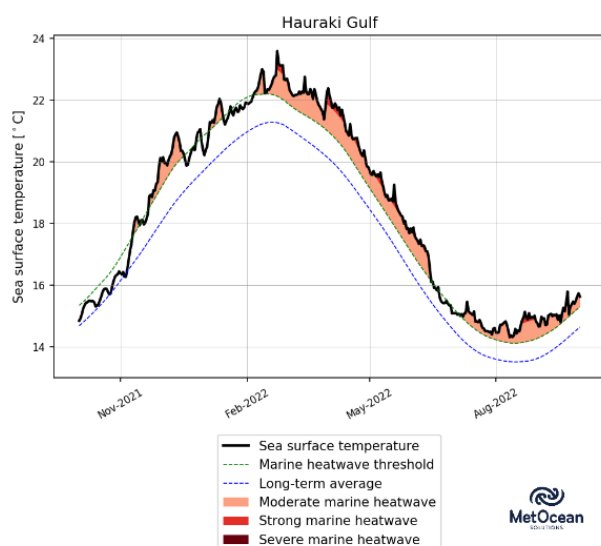 Hauraki Gulf
24
22
20
18
16
14
Sea surface temperature [ ° C]
Nov-2021
Feb-2022
May-2022
Aug-2022
Sea surface temperature
Marine heatwave threshold
Long-term average
Moderate marine heatwave
Strong marine heatwave
Severe marine heatwave
MetOcean
SOLUTIONS